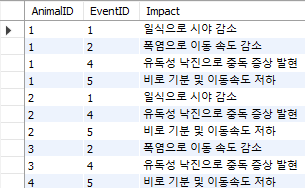 AnimalID EventID Impact
1 1 일식으로 시야 감소
1 2 폭염으로 이동 속도 감소
1 4 유독성 낙진으로 중독 증상 발현
1 5 비로 기분 및 이동속도 저하
2 1 일식으로 시야 감소
2 4 유독성 낙진으로 중독 증상 발현
2 5 비로 기분 및 이동속도 저하
3 2 폭염으로 이동 속도 감소
3 4 유독성 낙진으로 중독 증상 발현
4 5 비로 기분 및 이동속도 저하